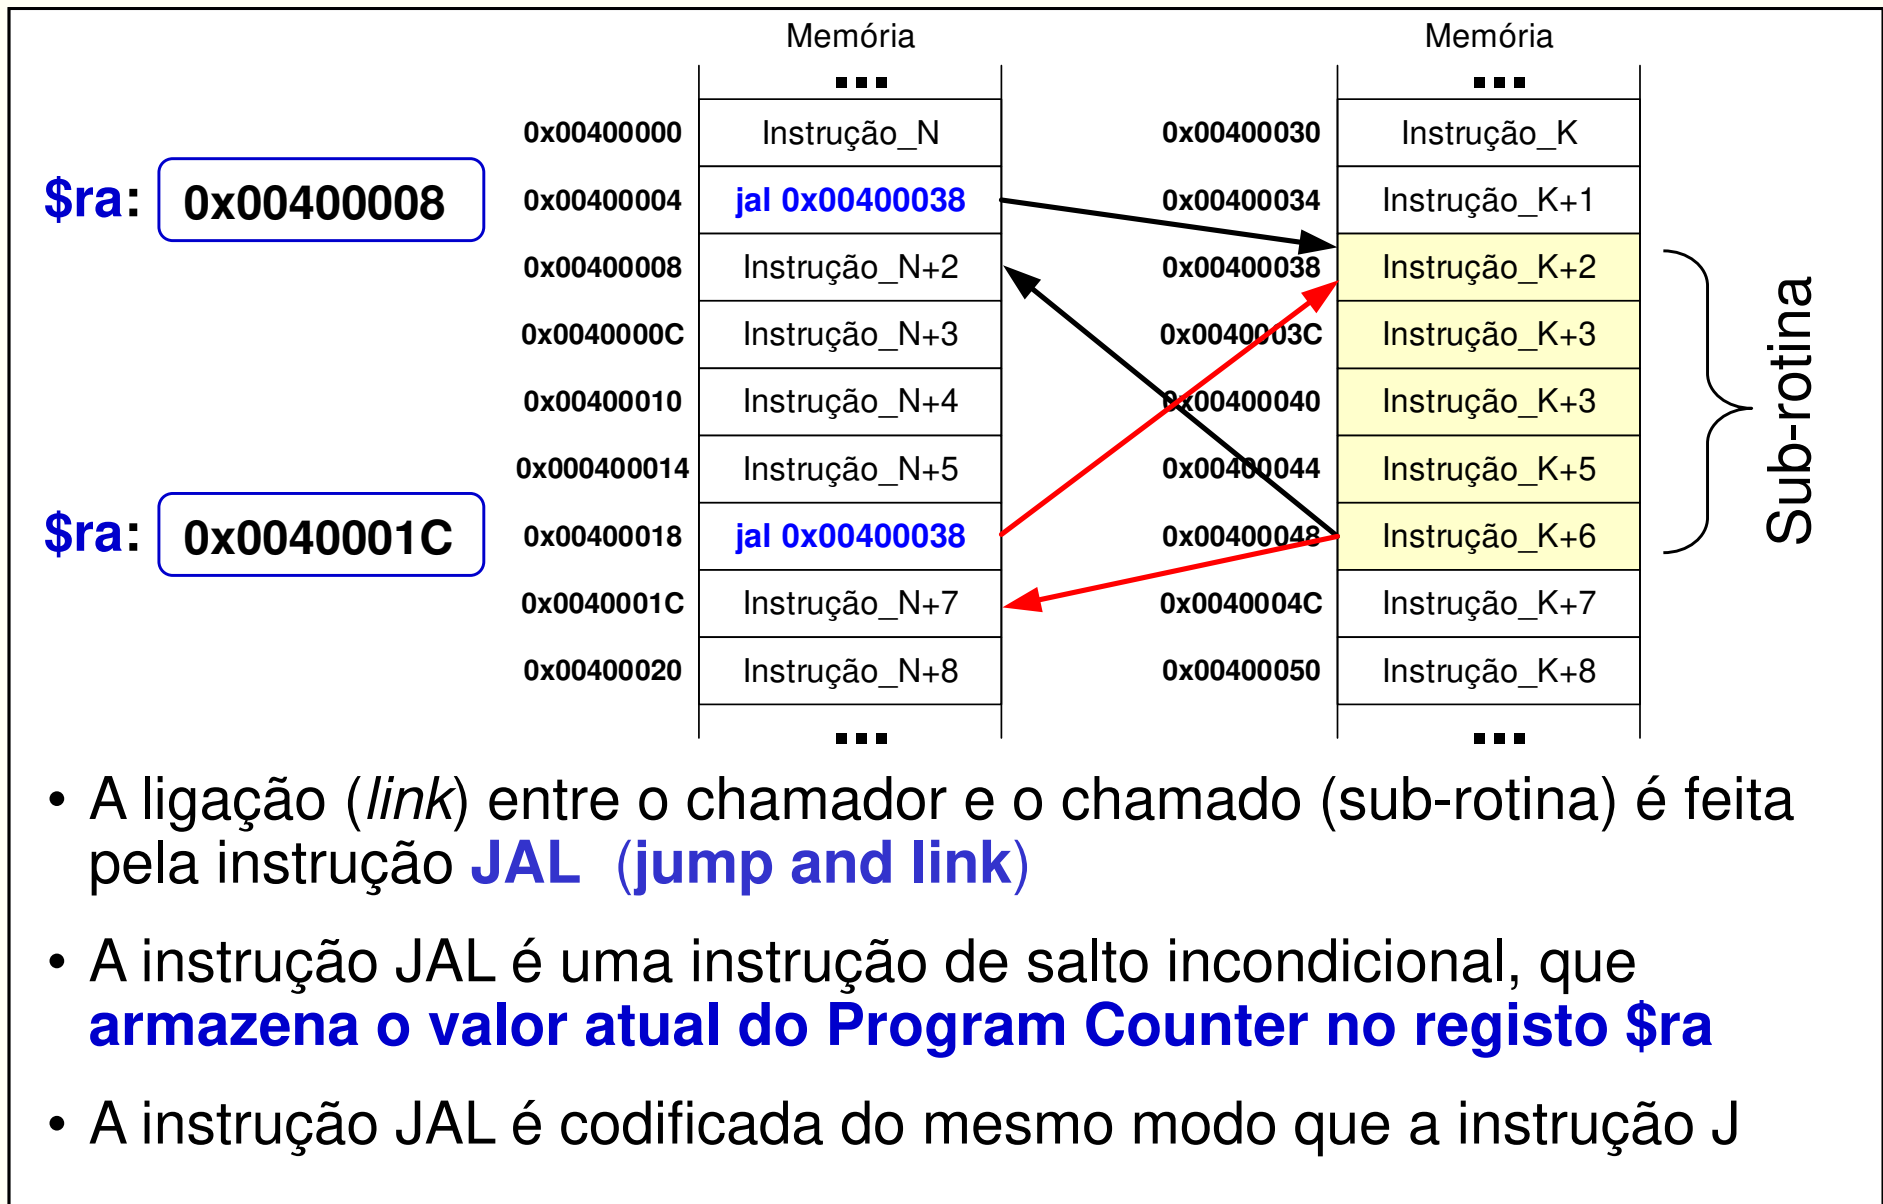 Memória Memória
... ...
0x00400000 Instrução_N 0x00400030 Instrução_K
$ra: 0x00400008 0x00400004 jal 0x00400038 0x00400034 Instrução_K+1
0x00400008 Instrução_N+2 0x00400038 Instrução_K+2
0x0040000C Instrução_N+3 0x0040003C Instrução_K+3
0x00400010 Instrução_N+4 0x00400040 Instrução_K+3
0x000400014 Instrução_N+5 0x00400044 Instrução_K+5
$ra: 0x0040001C 0x00400018 jal 0x00400038 0x00400048 Instrução_K+6
0x0040001C Instrução_N+7 0x0040004C Instrução_K+7
0x00400020 Instrução_N+8 0x00400050 Instrução_K+8
... ...
Sub-rotina
• A ligação (link) entre o chamador e o chamado (sub-rotina) é feita
pela instrução JAL (jump and link)
• A instrução JAL é uma instrução de salto incondicional, que
armazena o valor atual do Program Counter no registo $ra
• A instrução JAL é codificada do mesmo modo que a instrução J